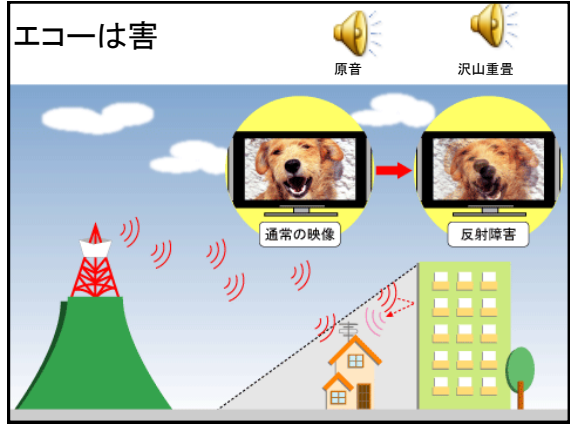 エコーは害
原音
沢山重畳
通常の映像
反射障害